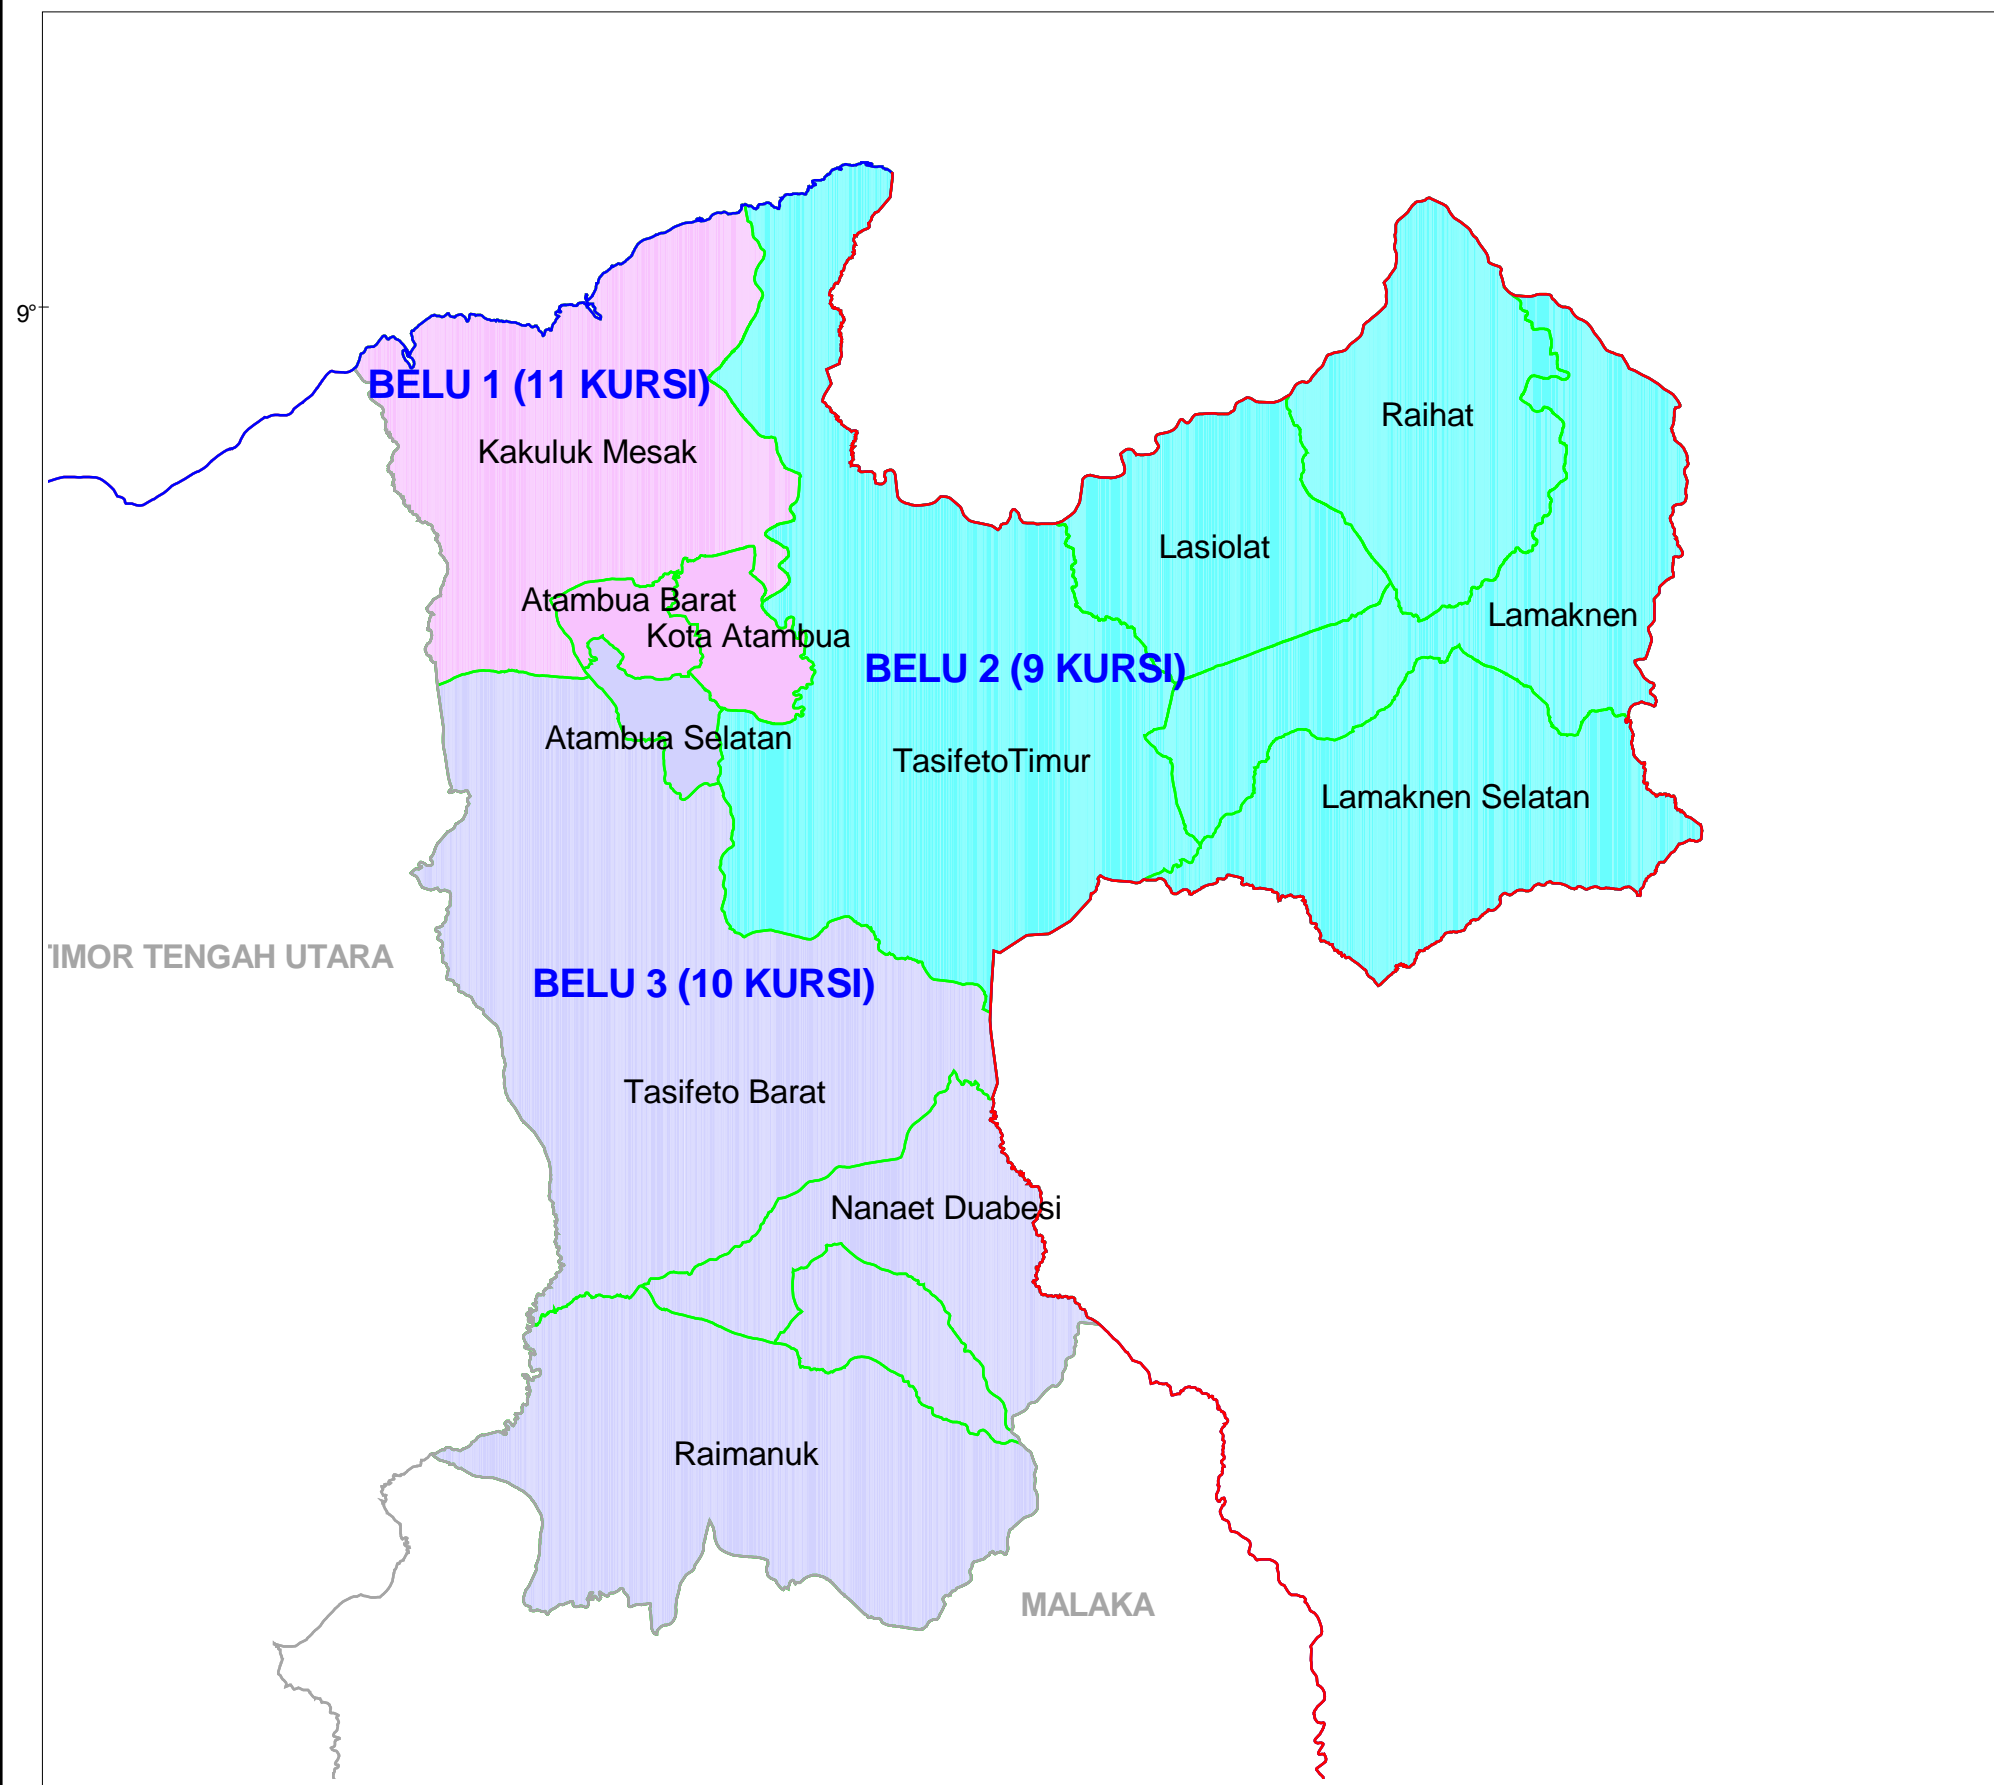 9°
BELU 1 (11 KURSI)
Raihat
Kakuluk Mesak
Lasiolat
Atambua Barat
Lamaknen
Kota Atambua
BELU 2 (9 KURSI)
Atambua Selatan
TasifetoTimur
Lamaknen Selatan
TIMOR TENGAH UTARA
BELU 3 (10 KURSI)
Tasifeto Barat
Nanaet Duabesi
Raimanuk
MALAKA